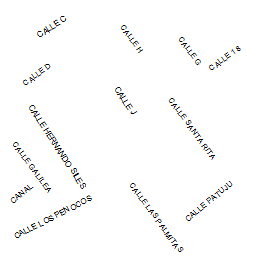 CALLE C
CALLE H
CALLE G
CALLE 18
CALLE D
CALLE J
CALLE HERNANDO SILES
CALLE SANTA RITA
CALLE GALILEA
CANAL
CALLE LOS PENOCOS
CALLE LAS PALMITAS
CALLE PATUJU